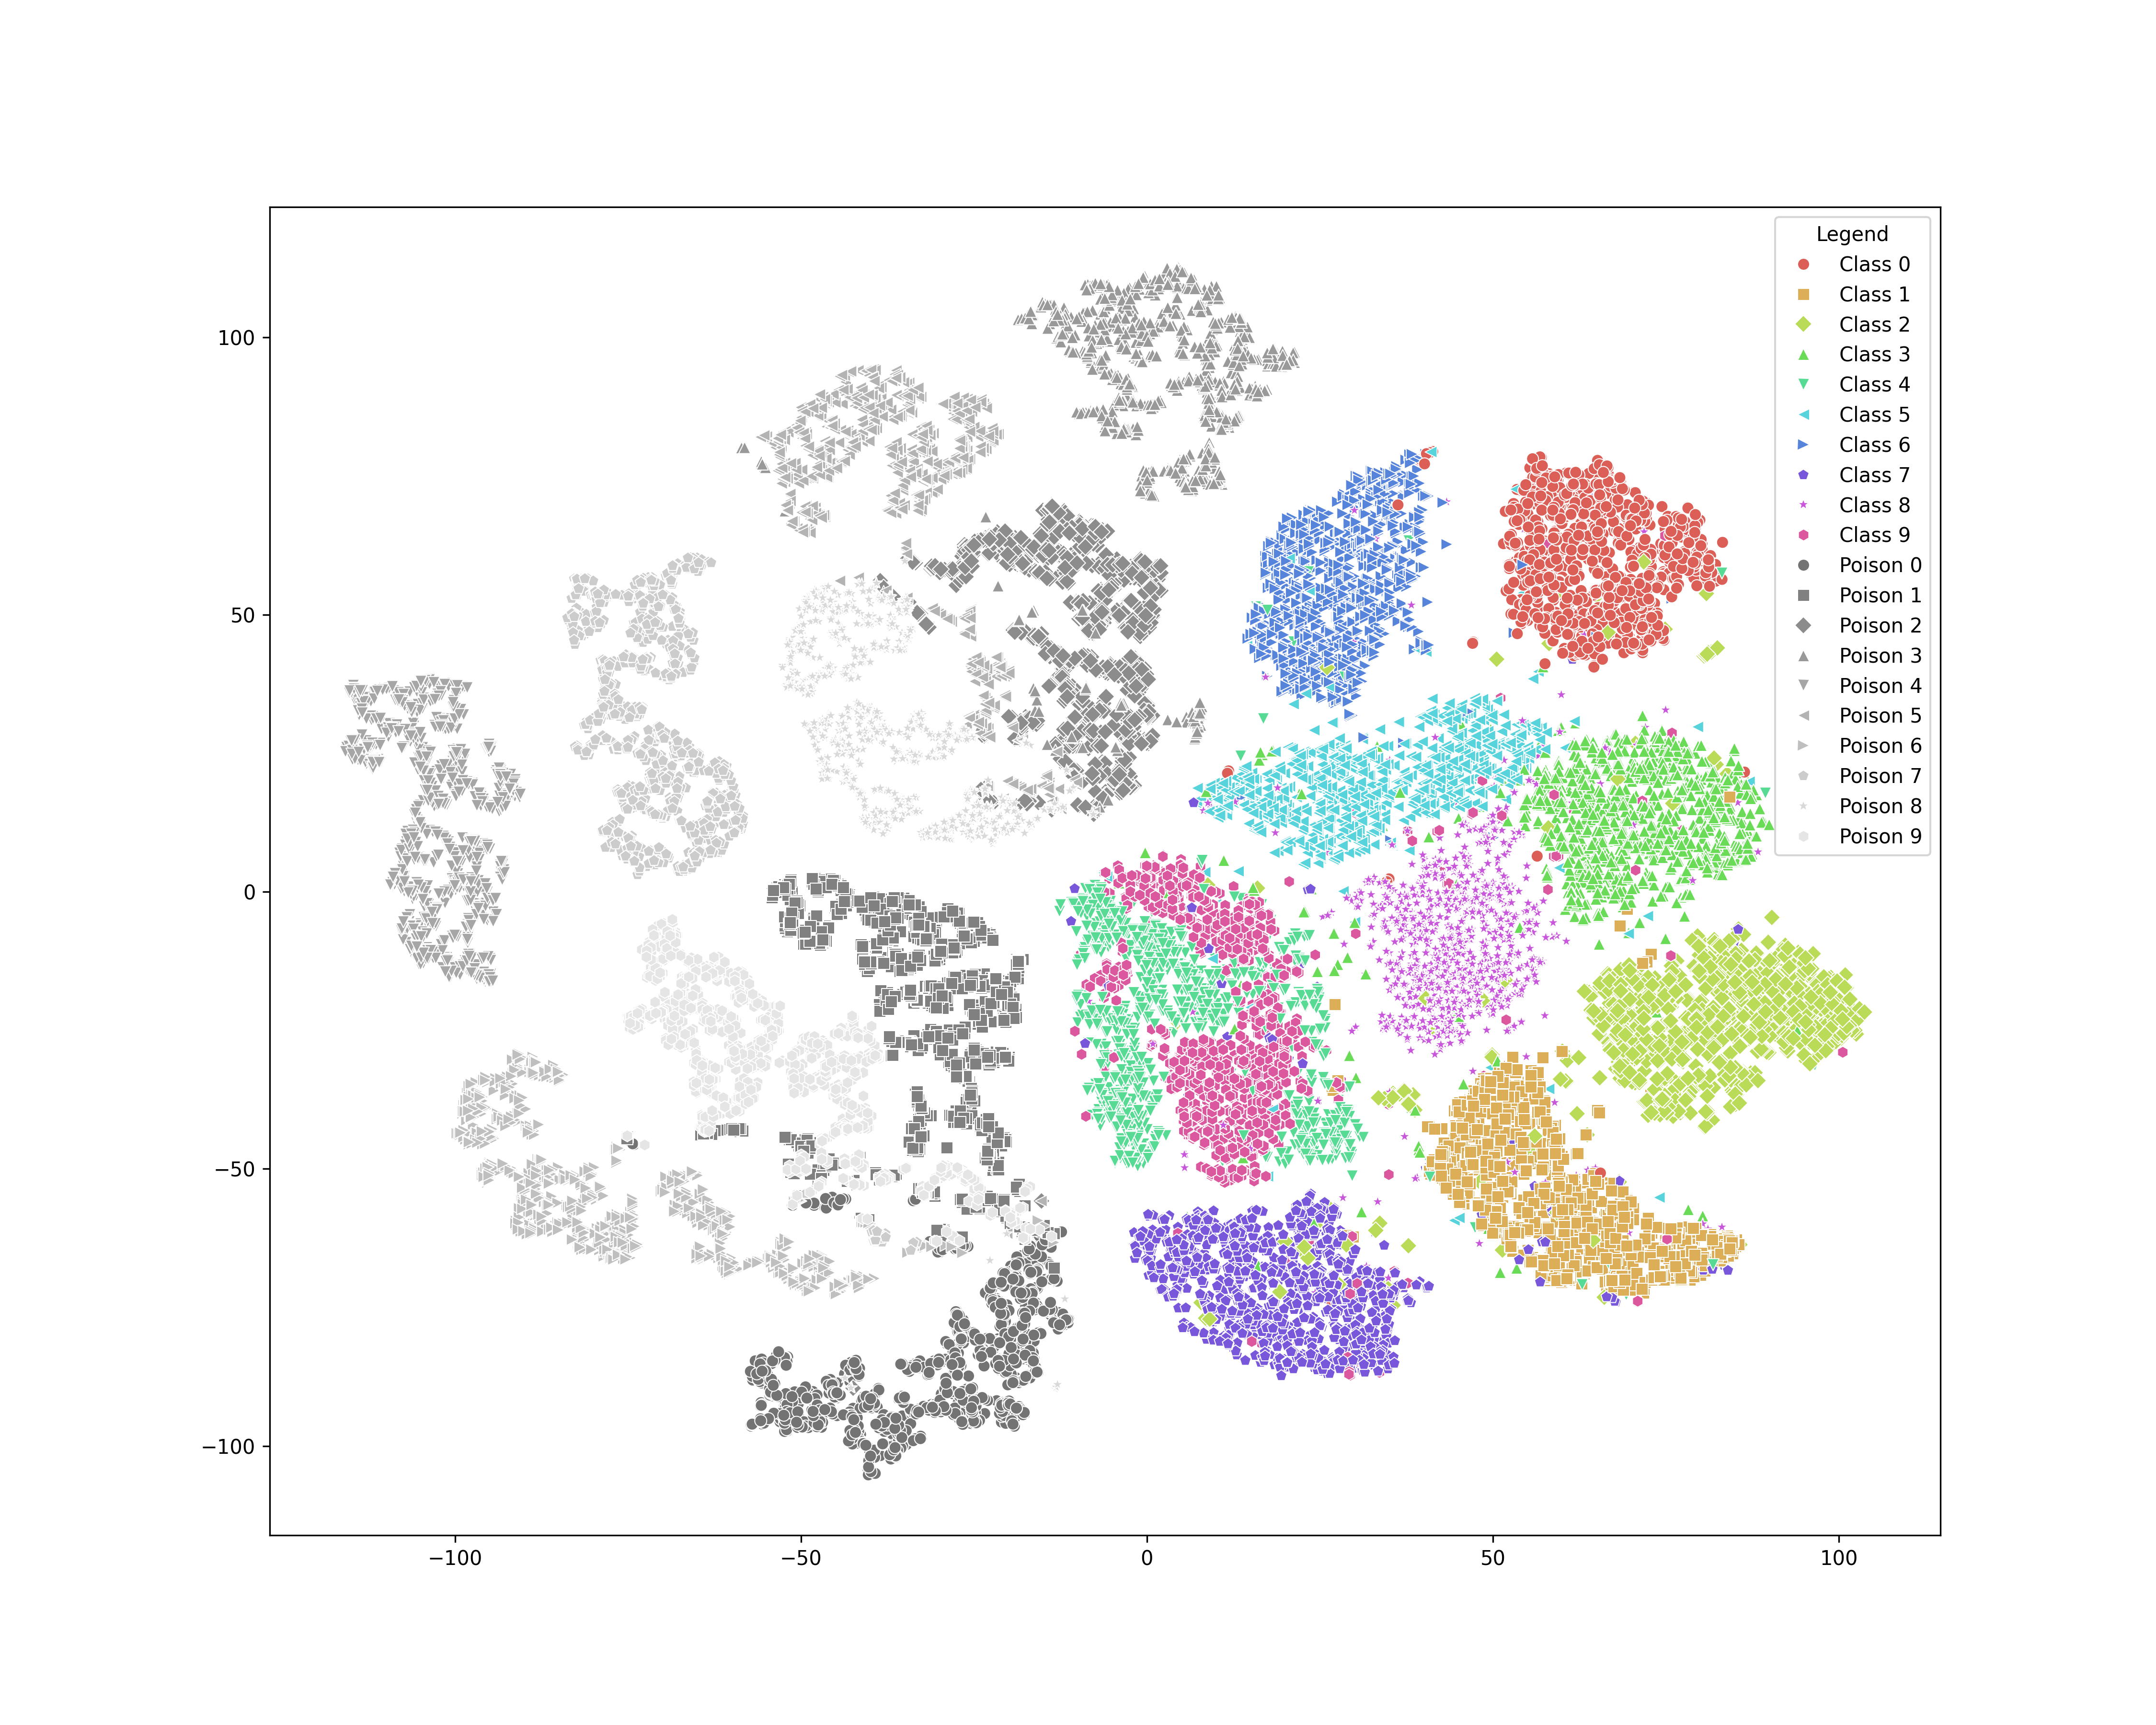 Legend
Class 0
Class 1
Class 2
Class 3
Class 4
Class 5
Class 6
Class 7
Class 8
Class 9
Poison 0
Poison 1
Poison 2
Poison 3
Poison 4
Poison 5
Poison 6
Poison 7
Poison 8
Poison 9
100
50
0
−50
−100
−100 −50 0 50 100